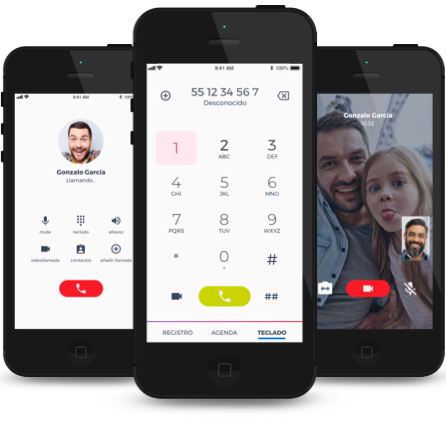 9:41 AM
100%
Gonzalo García
Llamando..
mute
teclado
altavoz
videollamada
contactos
añadir llamada
9:41 AM
100%
55 12 34 56 7
Desconocido
1
2
3
ABC
DEF
4
5
6
GHI
JKL
MNO
7
8
9
PQRS
TUV
WXYZ
*
0
#
+
##
REGISTRO
AGENDA
TECLADO
Gonzalo García
12:32